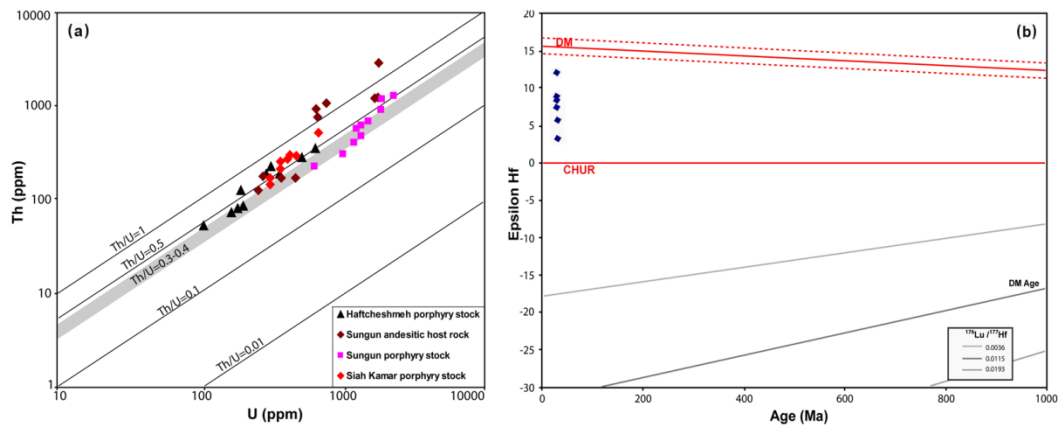 (a)
10000
1000
100
10
1
Th (ppm)
10
100
1000
10000
U (ppm)
Th/U=1
Th/U=0.5
Th/U=0.3-0.4
Th/U=0.1
Th/U=0.01
Haftcheshmeh porphyry stock
Sungun andesitic host rock
Sungun porphyry stock
Siah Kamar porphyry stock
(b)
20
15
10
5
0
-5
-10
-15
-20
-25
-30
Epsilon Hf
0
200
400
600
800
1000
Age (Ma)
DM
CHUR
DM Age
¹⁷⁶Lu /¹⁷⁷Hf
0.0036
0.0115
0.0193